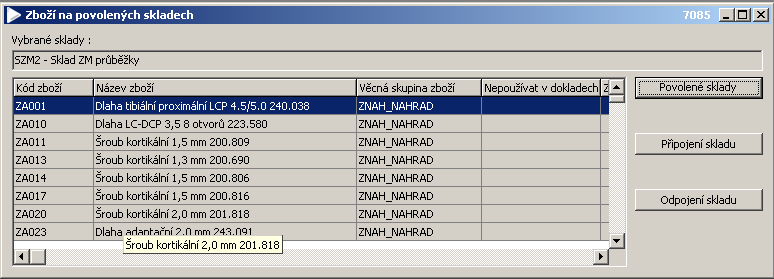 Zboží na povolených skladech 7085
Vybrané sklady :
SZM2 - Sklad ZM průběžky
Kód zboží Název zboží Věcná skupina zboží Nepoužívat v dokladech Z
ZA001 Dlaha tibiální proximální LCP 4.5/5.0 240.038 ZNAH_NAHRAD
ZA010 Dlaha LC-DCP 3,5 8 otvorů 223.580 ZNAH_NAHRAD
ZA011 Šroub kortikální 1,5 mm 200.809 ZNAH_NAHRAD
ZA013 Šroub kortikální 1,3 mm 200.690 ZNAH_NAHRAD
ZA014 Šroub kortikální 1,5 mm 200.806 ZNAH_NAHRAD
ZA017 Šroub kortikální 1,5 mm 200.816 ZNAH_NAHRAD
ZA020 Šroub kortikální 2,0 mm 201.818 ZNAH_NAHRAD
ZA023 Dlaha adaptační 2,0 mm 243.091 ZNAH_NAHRAD
Šroub kortikální 2,0 mm 201.818
Povolené sklady
Připojení skladu
Odpojení skladu